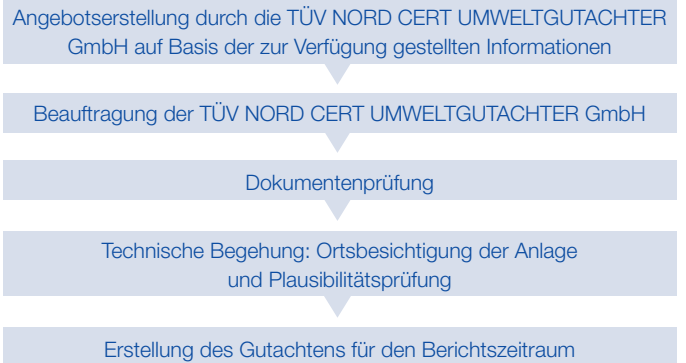 Angebotserstellung durch die TÜV NORD CERT UMWELTGUTACHTER
GmbH auf Basis der zur Verfügung gestellten Informationen
Beauftragung der TÜV NORD CERT UMWELTGUTACHTER GmbH
Dokumentenprüfung
Technische Begehung: Ortsbesichtigung der Anlage
und Plausibilitätsprüfung
Erstellung des Gutachtens für den Berichtszeitraum